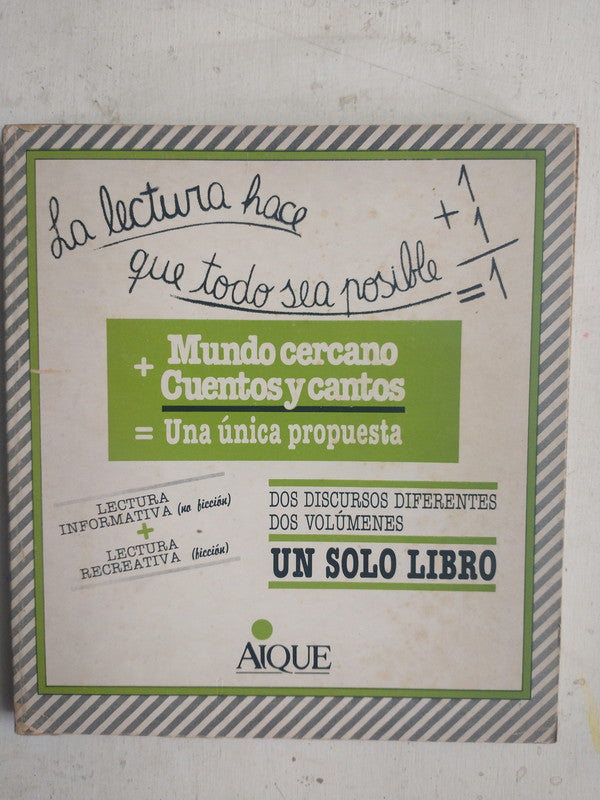 La lectura hace
que todo sea posible
1
+ 1
= 1
Mundo cercano
+ Cuentos y cantos
= Una única propuesta
LECTURA
INFORMATIVA (no ficción)
+
LECTURA
RECREATIVA (ficción)
DOS DISCURSOS DIFERENTES
DOS VOLÚMENES
UN SOLO LIBRO
AIQUE